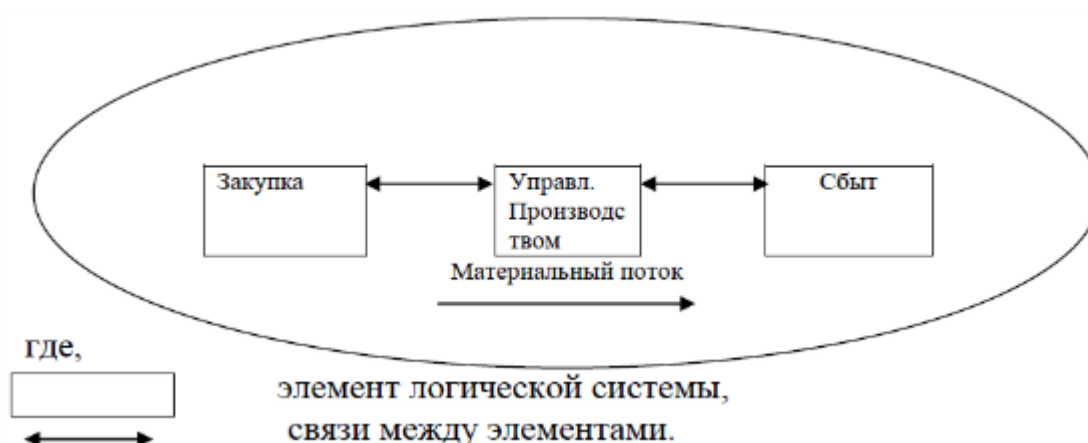 Закупка
Управл.
Производс
твом
Сбыт
Материальный поток
где,
элемент логической системы,
связи между элементами.